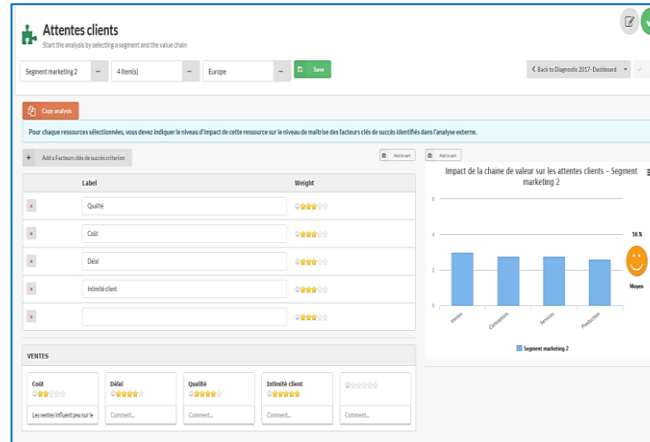 Attentes clients
Start the analysis by selecting a segment and the value chain
Segment marketing 2
4 item(s)
Europe
Save
Back to Diagnostic 2017- Dashboard
Copy analysis
Pour chaque ressources sélectionnées, vous devez indiquer le niveau d'impact de cette ressource sur le niveau de maîtrise des facteurs clés de succès identifiés dans l'analyse externe.
+ Add a Facteurs clés de succès criterion
Add to cart
Add to cart
Label Weight
x Qualité
x Coût
x Délai
x Intimité client
x
Impact de la chaine de valeur sur les attentes clients – Segment
marketing 2
6
4
2
0
Ventes
Conception
Services
Production
56 %
Moyen
Segment marketing 2
VENTES
Coût
Délai
Qualité
Intimité client
Les ventes influent peu sur le
Comment...
Comment...
Comment...
Comment...